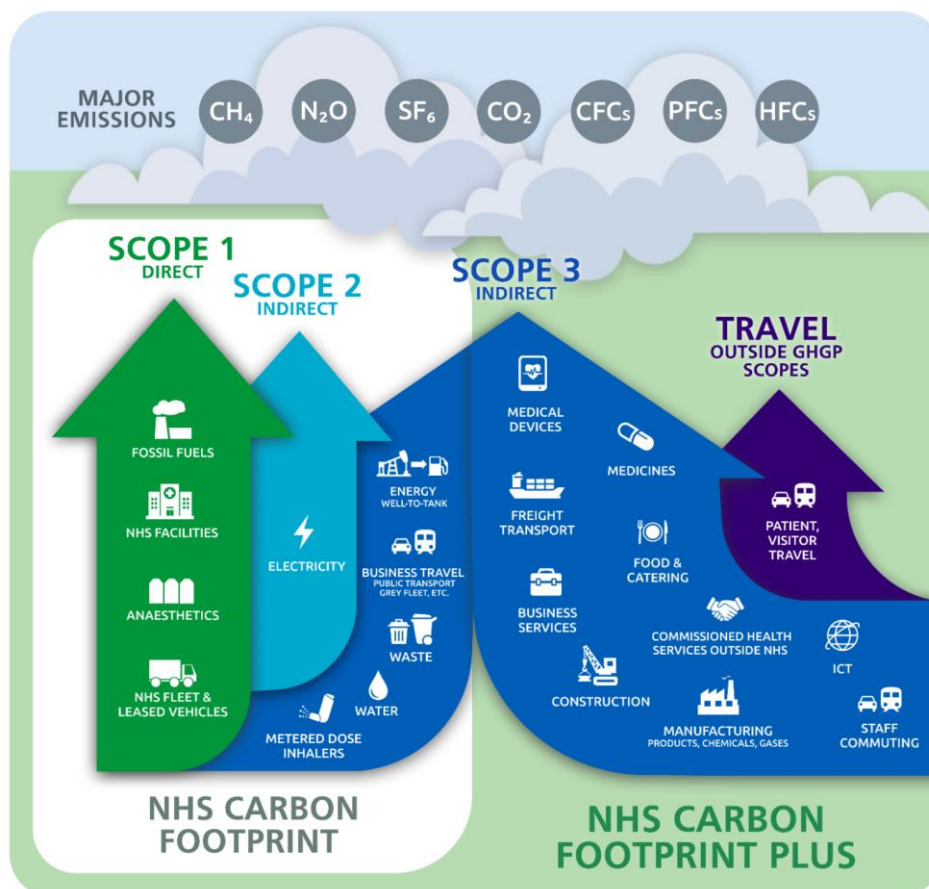 MAJOR
EMISSIONS
CH₄
N₂O
SF₆
CO₂
CFCs
PFCs
HFCs
SCOPE 1
DIRECT
SCOPE 2
INDIRECT
SCOPE 3
INDIRECT
TRAVEL
OUTSIDE GHGP
SCOPES
FOSSIL FUELS
NHS FACILITIES
ANAESTHETICS
NHS FLEET &
LEASED VEHICLES
ELECTRICITY
ENERGY
WELL-TO-TANK
BUSINESS TRAVEL
PUBLIC TRANSPORT
GREY FLEET, ETC.
WASTE
WATER
METERED DOSE
INHALERS
MEDICAL
DEVICES
MEDICINES
FREIGHT
TRANSPORT
FOOD &
CATERING
BUSINESS
SERVICES
COMMISSIONED HEALTH
SERVICES OUTSIDE NHS
CONSTRUCTION
MANUFACTURING
PRODUCTS, CHEMICALS, GASES
ICT
STAFF
COMMUTING
PATIENT,
VISITOR
TRAVEL
NHS CARBON
FOOTPRINT
NHS CARBON
FOOTPRINT PLUS